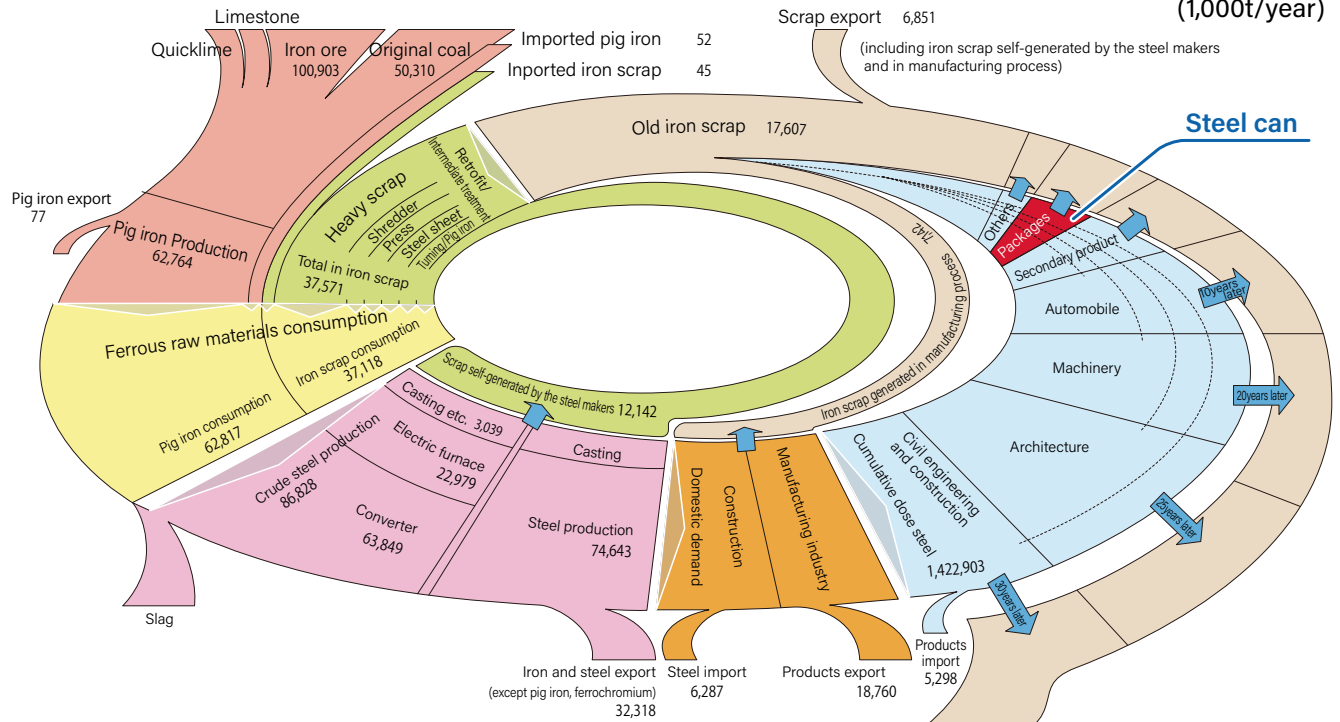 (1,000t/year)
Limestone
Quicklime
Iron ore
100,903
Original coal
50,310
Imported pig iron 52
Inported iron scrap 45
Scrap export 6,851
(including iron scrap self-generated by the steel makers
and in manufacturing process)
Steel can
Old iron scrap 17,607
Pig iron export
77
Pig iron Production
62,764
Heavy scrap
Shredder
Press
Steel sheet
Turning/Pig iron
Retrofit/
Intermediate treatment
Total in iron scrap
37,571
Ferrous raw materials consumption
Iron scrap consumption
37,118
Pig iron consumption
62,817
Scrap self-generated by the steel makers 12,142
7,142
Iron scrap generated in manufacturing process
Others
Packages
Secondary product
Automobile
Machinery
Architecture
Civil engineering
and construction
Cumulative dose steel
1,422,903
10years
later
20years later
25years later
30years later
Casting etc. 3,039
Electric furnace
22,979
Crude steel production
86,828
Converter
63,849
Casting
Steel production
74,643
Domestic demand
Construction
Manufacturing industry
Slag
Iron and steel export
(except pig iron, ferrochromium)
32,318
Steel import
6,287
Products export
18,760
Products
import
5,298